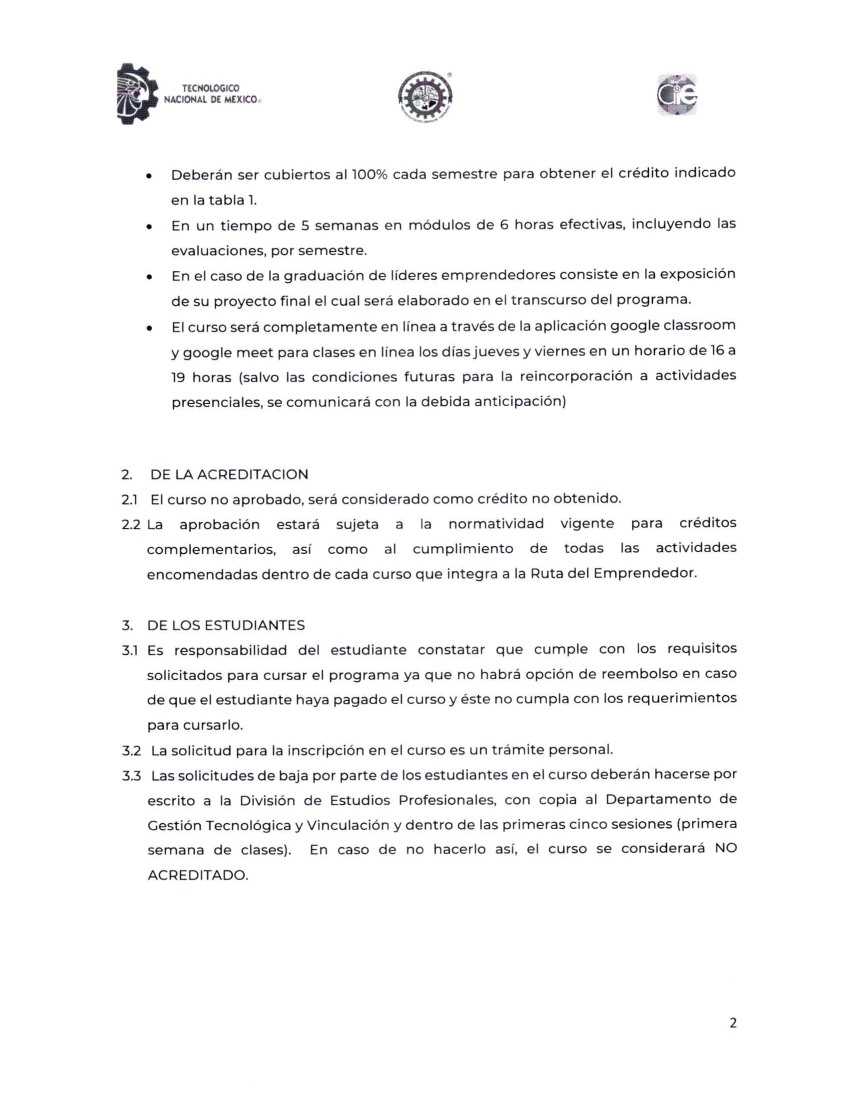 TECNOLOGICO
NACIONAL DE MEXICO®
®
CIIE
• Deberán ser cubiertos al 100% cada semestre para obtener el crédito indicado
en la tabla 1.
• En un tiempo de 5 semanas en módulos de 6 horas efectivas, incluyendo las
evaluaciones, por semestre.
• En el caso de la graduación de líderes emprendedores consiste en la exposición
de su proyecto final el cual será elaborado en el transcurso del programa.
• El curso será completamente en línea a través de la aplicación google classroom
y google meet para clases en línea los días jueves y viernes en un horario de 16 a
19 horas (salvo las condiciones futuras para la reincorporación a actividades
presenciales, se comunicará con la debida anticipación)
2. DE LA ACREDITACION
2.1 El curso no aprobado, será considerado como crédito no obtenido.
2.2 La aprobación estará sujeta a la normatividad vigente para créditos
complementarios, así como al cumplimiento de todas las actividades
encomendadas dentro de cada curso que integra a la Ruta del Emprendedor.
3. DE LOS ESTUDIANTES
3.1 Es responsabilidad del estudiante constatar que cumple con los requisitos
solicitados para cursar el programa ya que no habrá opción de reembolso en caso
de que el estudiante haya pagado el curso y éste no cumpla con los requerimientos
para cursarlo.
3.2 La solicitud para la inscripción en el curso es un trámite personal.
3.3 Las solicitudes de baja por parte de los estudiantes en el curso deberán hacerse por
escrito a la División de Estudios Profesionales, con copia al Departamento de
Gestión Tecnológica y Vinculación y dentro de las primeras cinco sesiones (primera
semana de clases). En caso de no hacerlo así, el curso se considerará NO
ACREDITADO.
2